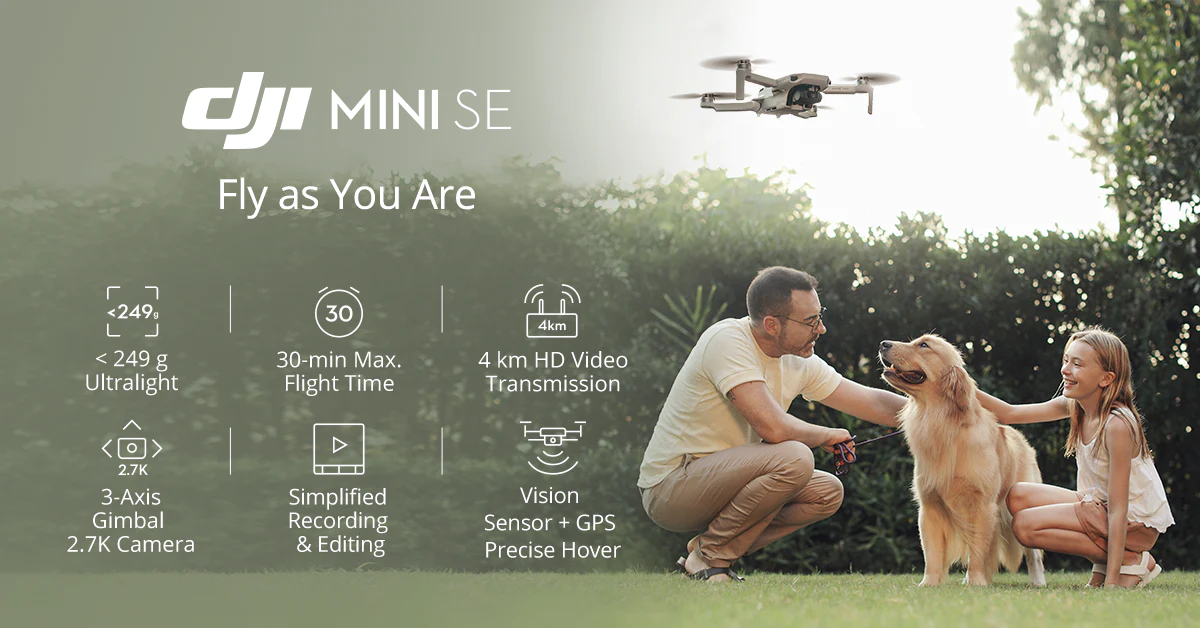 dji MINI SE
Fly as You Are
<249g
< 249 g
Ultralight
30
30-min Max.
Flight Time
4km
4 km HD Video
Transmission
2.7K
3-Axis
Gimbal
2.7K Camera
Simplified
Recording
& Editing
Vision
Sensor + GPS
Precise Hover